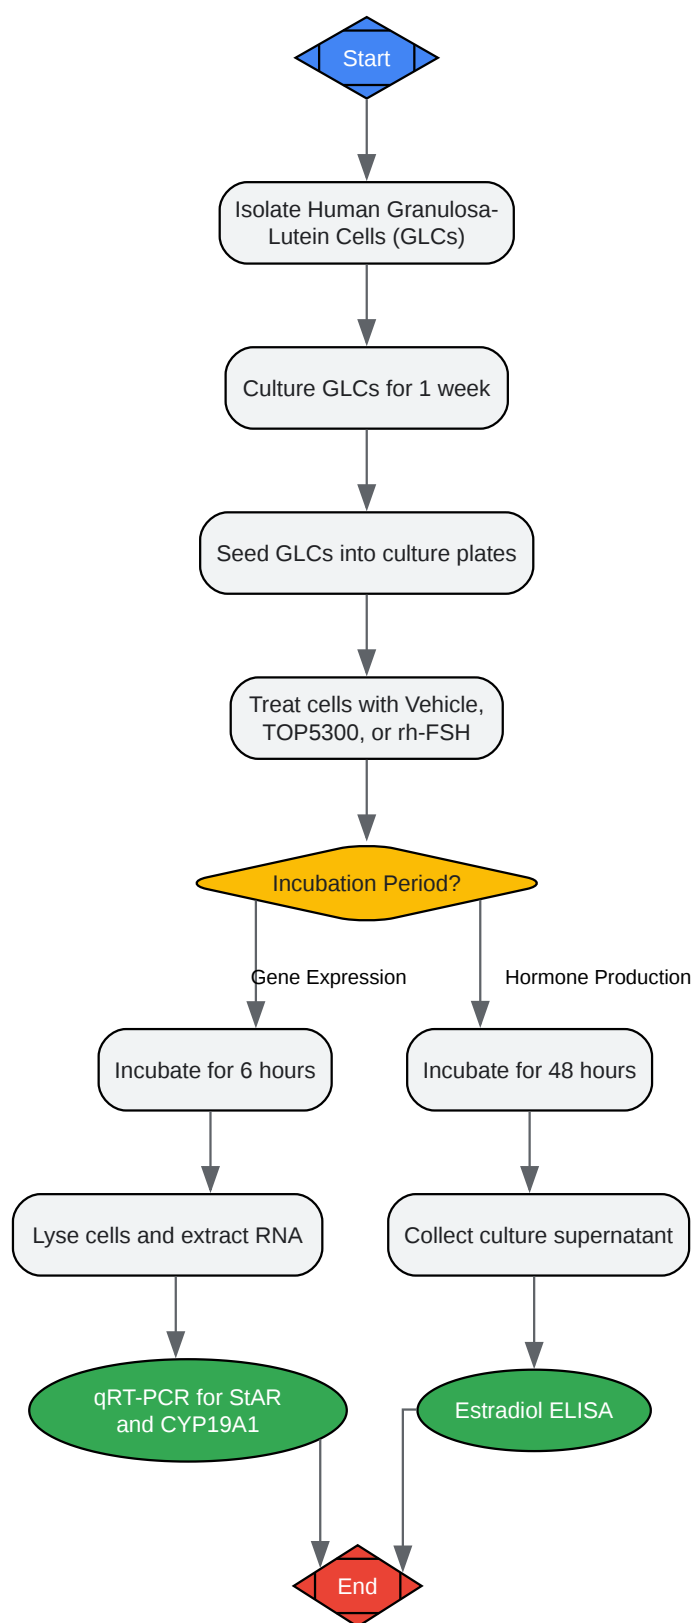 Start
Isolate Human Granulosa-
Lutein Cells (GLCs)
Culture GLCs for 1 week
Seed GLCs into culture plates
Treat cells with Vehicle,
TOP5300, or rh-FSH
Incubation Period?
Gene Expression
Hormone Production
Incubate for 6 hours
Incubate for 48 hours
Lyse cells and extract RNA
Collect culture supernatant
qRT-PCR for StAR
and CYP19A1
Estradiol ELISA
End